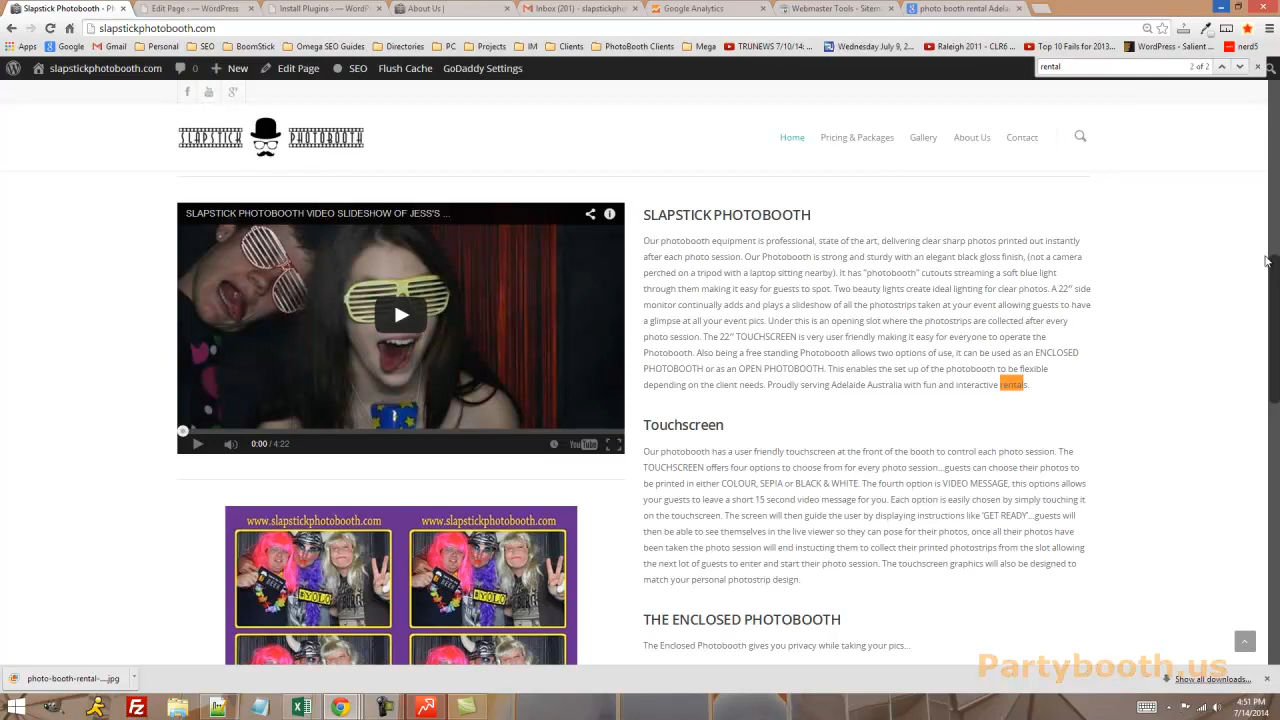 Slapstick Photobooth - Ph
Edit Page - — WordPress
Install Plugins - — WordPr
About Us |
Inbox (201) - slapstickpho
Google Analytics
Webmaster Tools - Sitem
photo booth rental Adelai
slapstickphotobooth.com
Apps
Google
Gmail
Personal
SEO
BoomStick
Omega SEO Guides
Directories
PC
Projects
IM
Clients
PhotoBooth Clients
Mega
TRUNEWS 7/10/14:...
Wednesday July 9, 2...
Raleigh 2011 - CLR6...
Top 10 Fails for 2013...
WordPress - Salient...
nerd5
slapstickphotobooth.com
0
New
Edit Page
SEO
Flush Cache
GoDaddy Settings
rental
2 of 2
SLAPSTICK PHOTOBOOTH
Home
Pricing & Packages
Gallery
About Us
Contact
SLAPSTICK PHOTOBOOTH VIDEO SLIDESHOW OF JESS'S ...
0:00 / 4:22
YouTube
SLAPSTICK PHOTOBOOTH
Our photobooth equipment is professional, state of the art, delivering clear sharp photos printed out instantly
after each photo session. Our Photobooth is strong and sturdy with an elegant black gloss finish, (not a camera
perched on a tripod with a laptop sitting nearby). It has “photobooth” cutouts streaming a soft blue light
through them making it easy for guests to spot. Two beauty lights create ideal lighting for clear photos. A 22″ side
monitor continually adds and plays a slideshow of all the photostrips taken at your event allowing guests to have
a glimpse at all your event pics. Under this is an opening slot where the photostrips are collected after every
photo session. The 22″ TOUCHSCREEN is very user friendly making it easy for everyone to operate the
Photobooth. Also being a free standing Photobooth allows two options of use, it can be used as an ENCLOSED
PHOTOBOOTH or as an OPEN PHOTOBOOTH. This enables the set up of the photobooth to be flexible
depending on the client needs. Proudly serving Adelaide Australia with fun and interactive rentals.
Touchscreen
Our photobooth has a user friendly touchscreen at the front of the booth to control each photo session. The
TOUCHSCREEN offers four options to choose from for every photo session...guests can choose their photos to
be printed in either COLOUR, SEPIA or BLACK & WHITE. The fourth option is VIDEO MESSAGE, this options allows
your guests to leave a short 15 second video message for you. Each option is easily chosen by simply touching it
on the touchscreen. The screen will then guide the user by displaying instructions like ‘GET READY’...guests will
then be able to see themselves in the live viewer so they can pose for their photos, once all their photos have
been taken the photo session will end instucting them to collect their printed photostrips from the slot allowing
the next lot of guests to enter and start their photo session. The touchscreen graphics will also be designed to
match your personal photostrip design.
THE ENCLOSED PHOTOBOOTH
The Enclosed Photobooth gives you privacy while taking your pics...
www.slapstickphotobooth.com
www.slapstickphotobooth.com
#YOLO
#YOLO
Partybooth.us
photo-booth-rental-....jpg
Show all downloads...
4:51 PM
7/14/2014